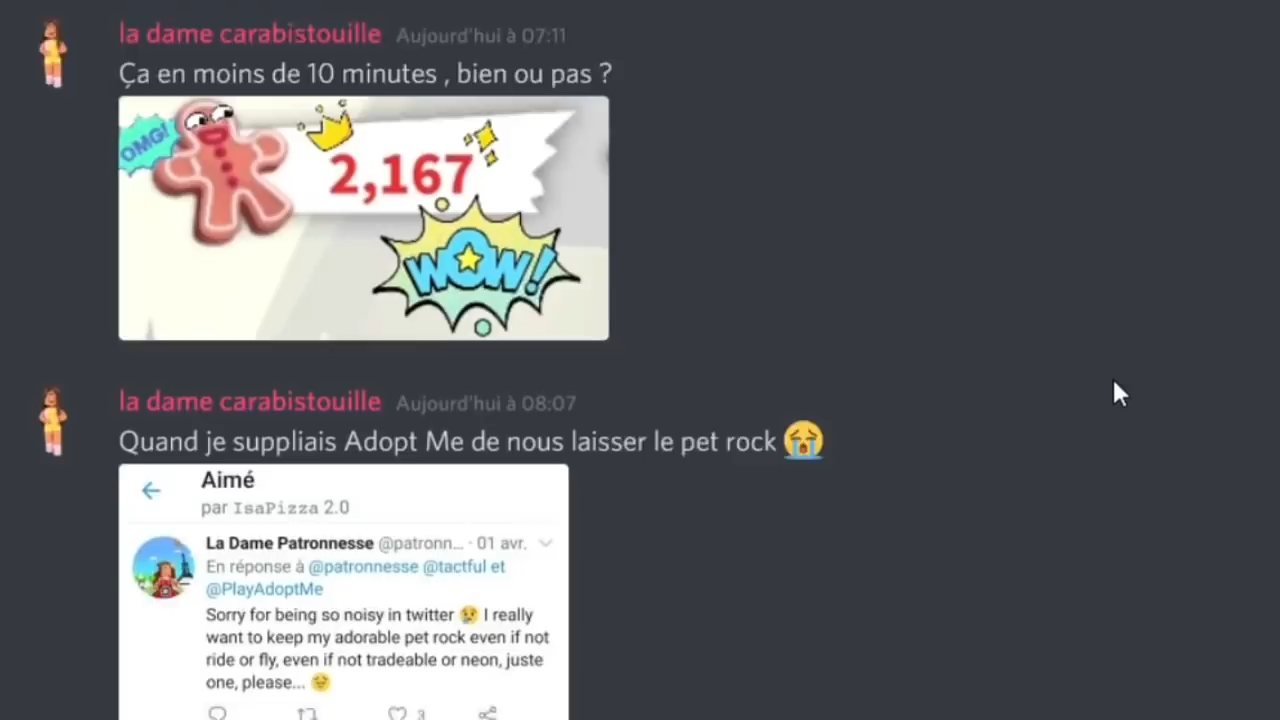 la dame carabistouille Aujourd'hui à 07:11
Ça en moins de 10 minutes , bien ou pas ?
OMG!
2,167
WOW!
la dame carabistouille Aujourd'hui à 08:07
Quand je suppliais Adopt Me de nous laisser le pet rock 😭
Aimé
par IsaPizza 2.0
La Dame Patronnesse @patronn... · 01 avr.
En réponse à @patronnesse @tactful et
@PlayAdoptMe
Sorry for being so noisy in twitter 😢 I really
want to keep my adorable pet rock even if not
ride or fly, even if not tradeable or neon, juste
one, please... 😊
3